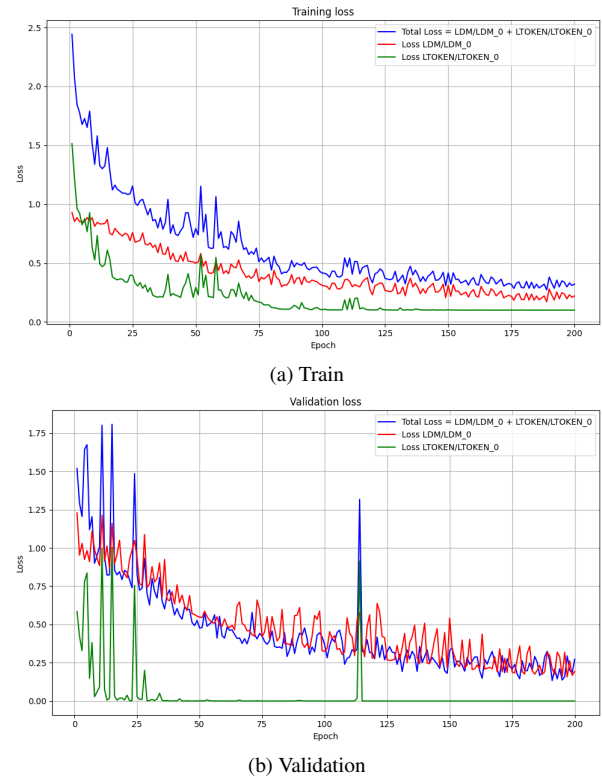 Training loss
Total Loss = LDM/LDM_0 + LTOKEN/LTOKEN_0
Loss LDM/LDM_0
Loss LTOKEN/LTOKEN_0
2.5
2.0
1.5
1.0
0.5
0.0
Loss
0 25 50 75 100 125 150 175 200
Epoch
(a) Train
Validation loss
Total Loss = LDM/LDM_0 + LTOKEN/LTOKEN_0
Loss LDM/LDM_0
Loss LTOKEN/LTOKEN_0
1.75
1.50
1.25
1.00
0.75
0.50
0.25
0.00
Loss
0 25 50 75 100 125 150 175 200
Epoch
(b) Validation